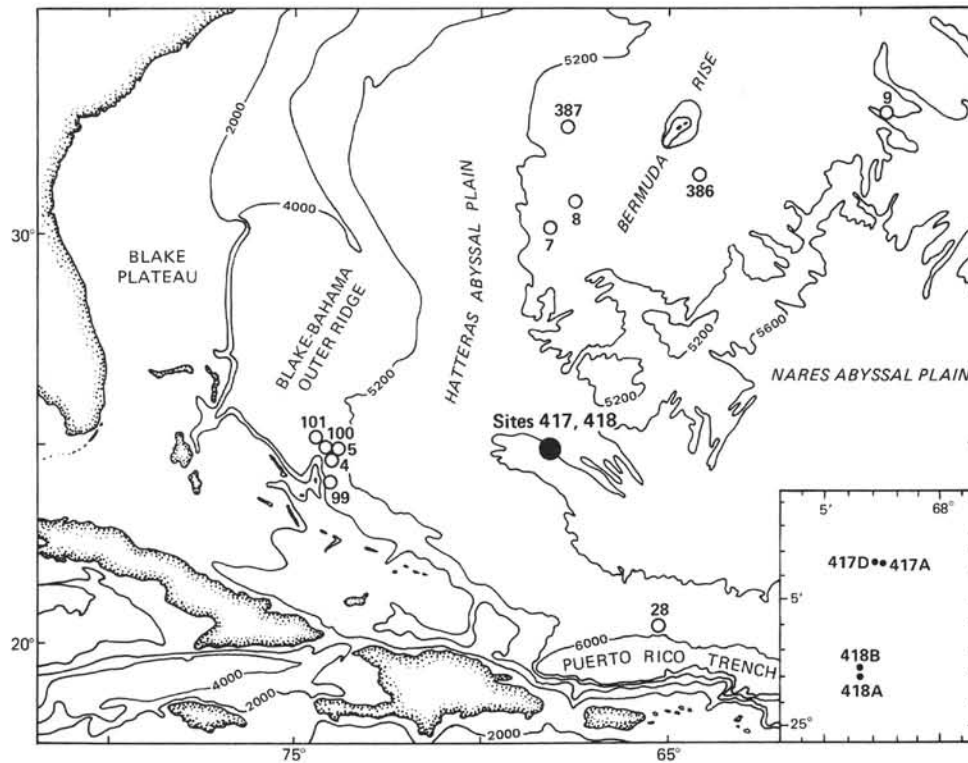 5200
BERMUDA RISE
2000
387
9
386
4000
8
30°
7
BLAKE
PLATEAU
HATTERAS ABYSSAL PLAIN
BLAKE-BAHAMA
OUTER RIDGE
5200
5600
5200
NARES ABYSSAL PLAIN
5200
Sites 417, 418
101
100
5
4
99
5'
68°
417D
417A
5'
28
20°
6000
PUERTO RICO TRENCH
418B
418A
4000
2000
25°
2000
75°
65°